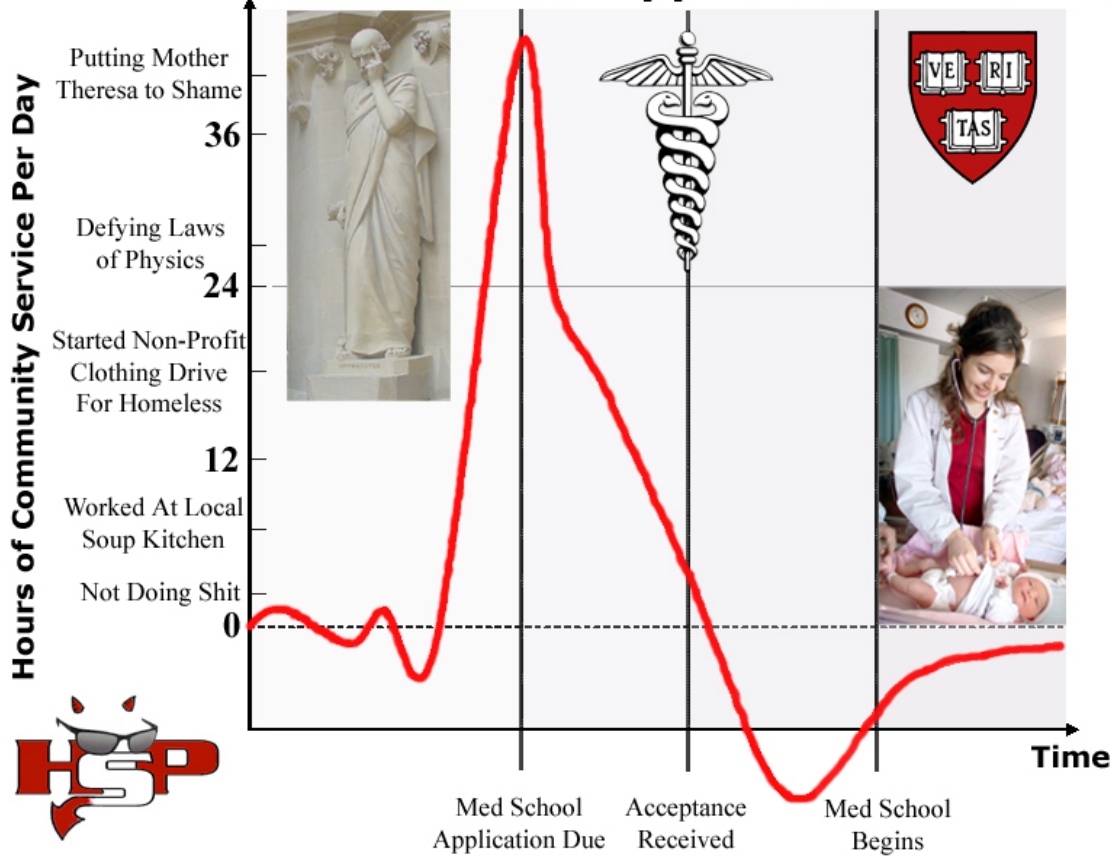 Hours of Community Service Per Day
Putting Mother
Theresa to Shame
36
Defying Laws
of Physics
24
Started Non-Profit
Clothing Drive
For Homeless
12
Worked At Local
Soup Kitchen
Not Doing Shit
0
VE RI
TAS
HSP
Time
Med School
Application Due
Acceptance
Received
Med School
Begins